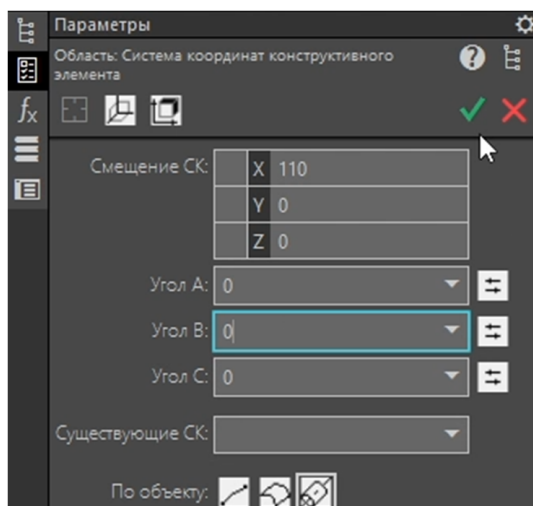 Параметры
Область: Система координат конструктивного
элемента
fx
Смещение СК: X 110
Y 0
Z 0
Угол A: 0
Угол B: 0
Угол C: 0
Существующие СК:
По объекту: